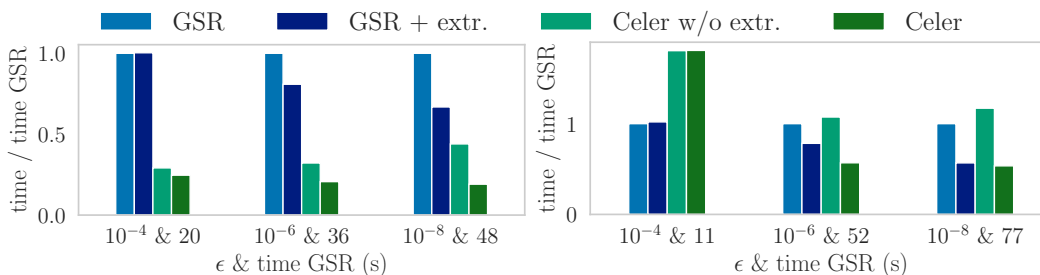 GSR GSR + extr. Celer w/o extr. Celer
time / time GSR
1.0
0.5
0.0
10⁻⁴ & 20 10⁻⁶ & 36 10⁻⁸ & 48
ϵ & time GSR (s)
time / time GSR
1
0
10⁻⁴ & 11 10⁻⁶ & 52 10⁻⁸ & 77
ϵ & time GSR (s)